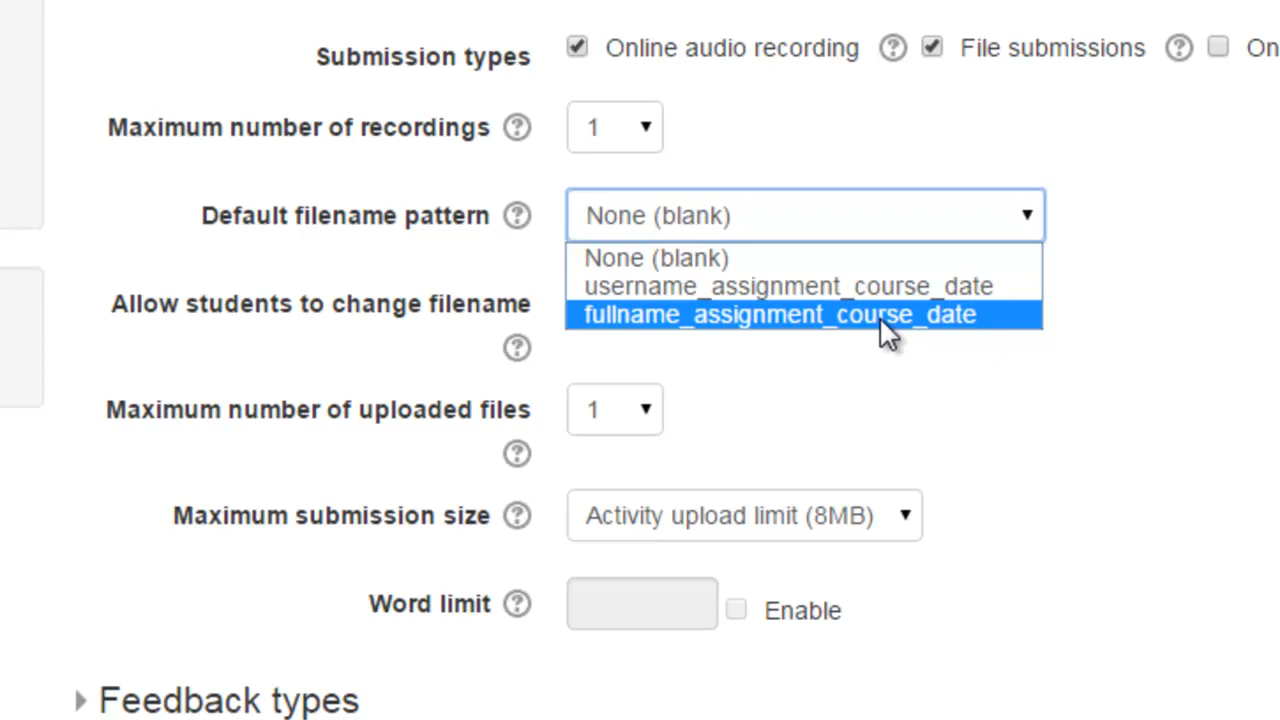 Submission types Online audio recording ? File submissions ? On
Maximum number of recordings ? 1
Default filename pattern ? None (blank)
None (blank)
username_assignment_course_date
fullname_assignment_course_date
Allow students to change filename
?
Maximum number of uploaded files 1
?
Maximum submission size ? Activity upload limit (8MB)
Word limit ? Enable
Feedback types